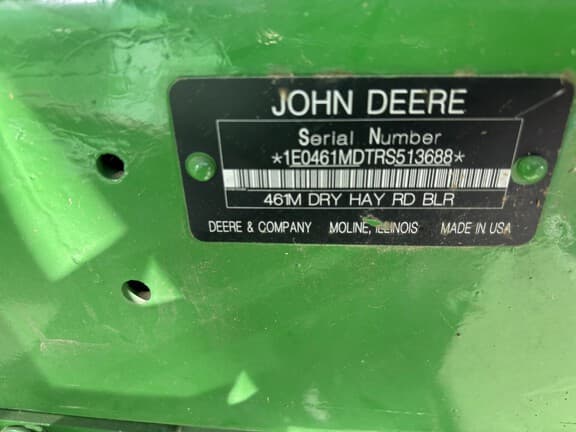 JOHN DEERE
Serial Number
*1E0461MDTRS513688*
461M DRY HAY RD BLR
DEERE & COMPANY MOLINE, ILLINOIS MADE IN USA